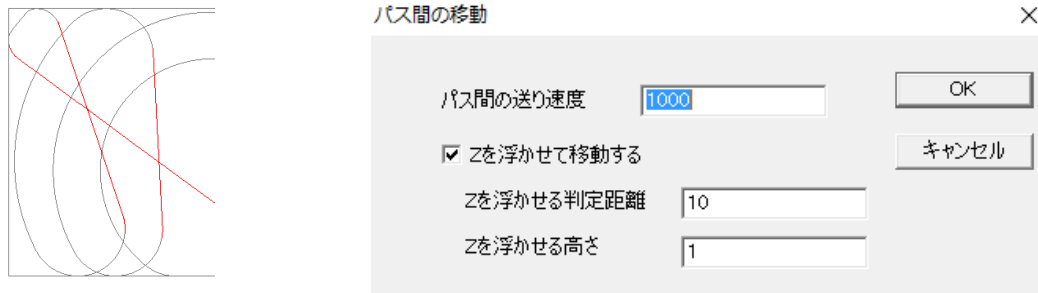 パス間の移動
パス間の送り速度 1000
OK
Zを浮かせて移動する
キャンセル
Zを浮かせる判定距離 10
Zを浮かせる高さ 1